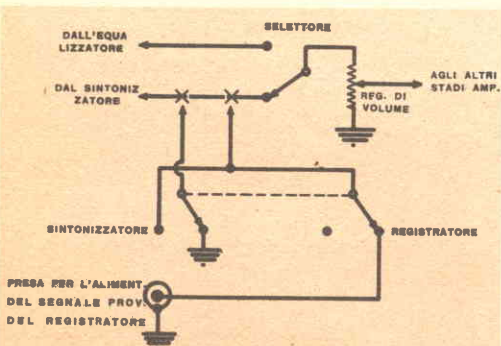 SELETTORE
DALL'EQUA
LIZZATORE
DAL SINTONIZ
ZATORE
REG. DI
VOLUME
AGLI ALTRI
STADI AMP.
SINTONIZZATORE
REGISTRATORE
PRESA PER L'ALIMENT.
DEL SEGNALE PROV.
DEL REGISTRATORE